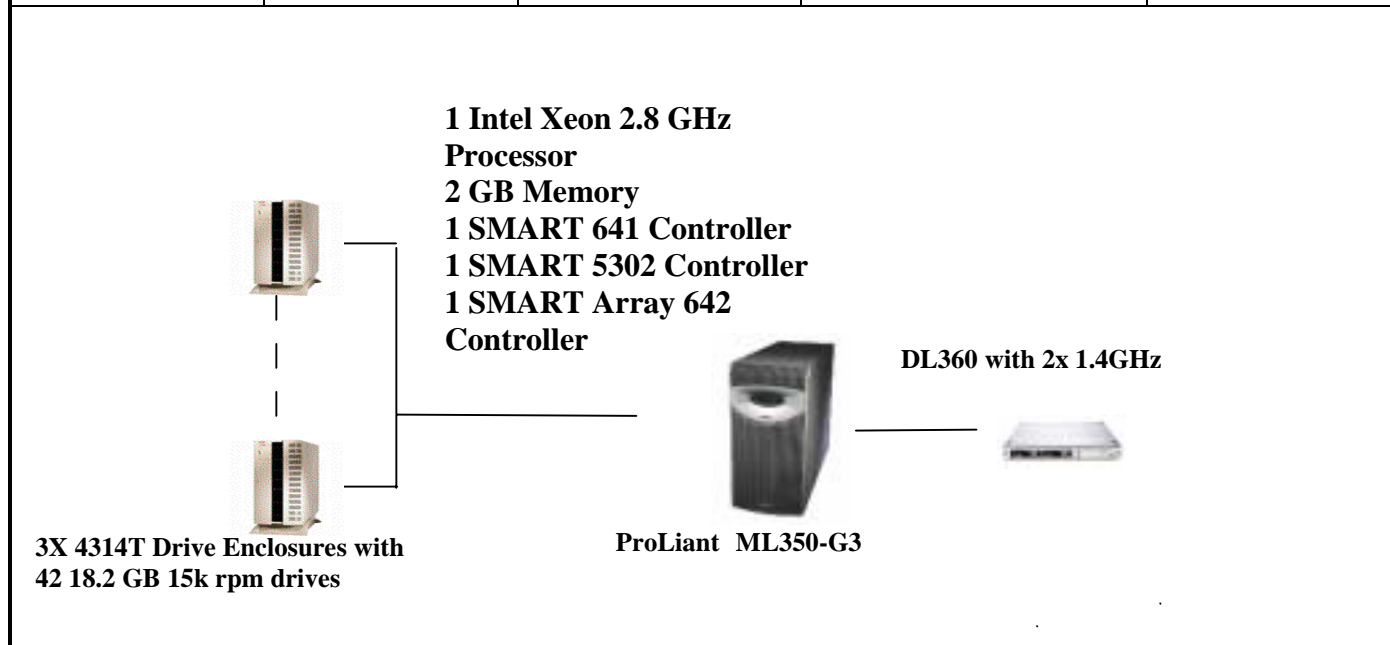 1 Intel Xeon 2.8 GHz
Processor
2 GB Memory
1 SMART 641 Controller
1 SMART 5302 Controller
1 SMART Array 642
Controller
DL360 with 2x 1.4GHz
3X 4314T Drive Enclosures with
42 18.2 GB 15k rpm drives
ProLiant ML350-G3